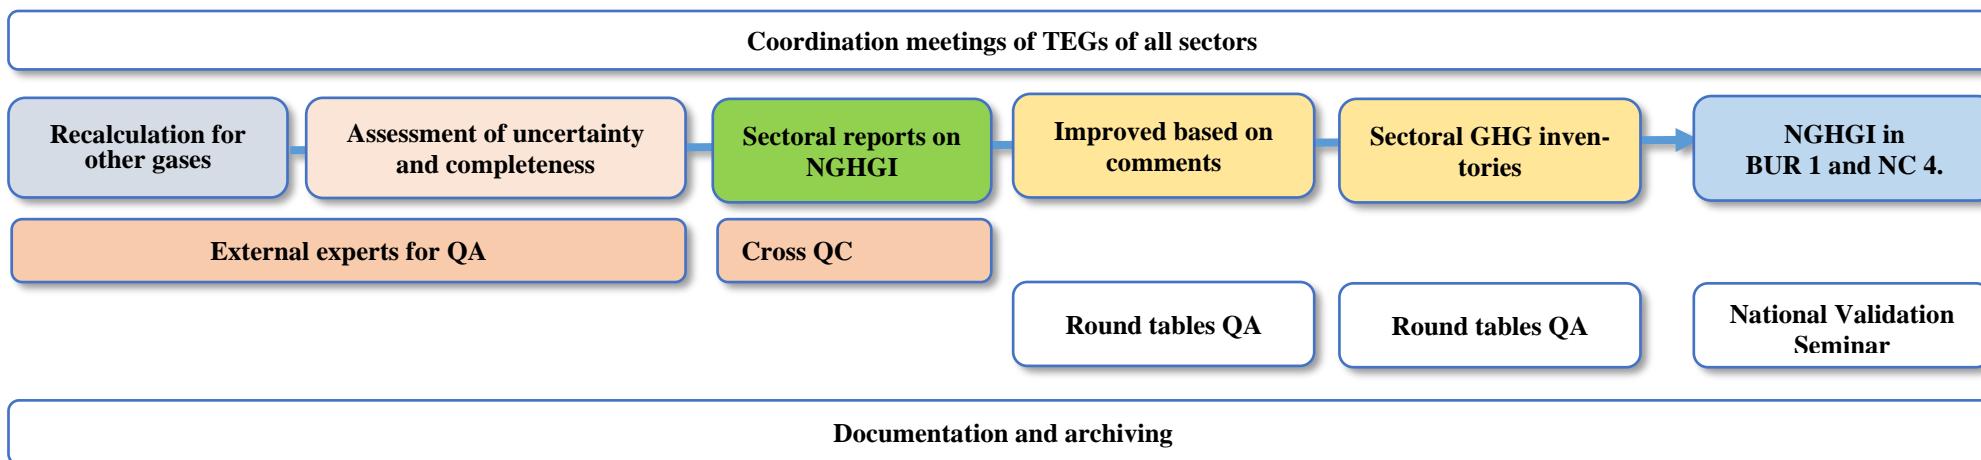 Coordination meetings of TEGs of all sectors
Recalculation for
other gases
Assessment of uncertainty
and completeness
Sectoral reports on
NGHGI
Improved based on
comments
Sectoral GHG inven-
tories
NGHGI in
BUR 1 and NC 4.
External experts for QA
Cross QC
Round tables QA
Round tables QA
National Validation
Seminar
Documentation and archiving